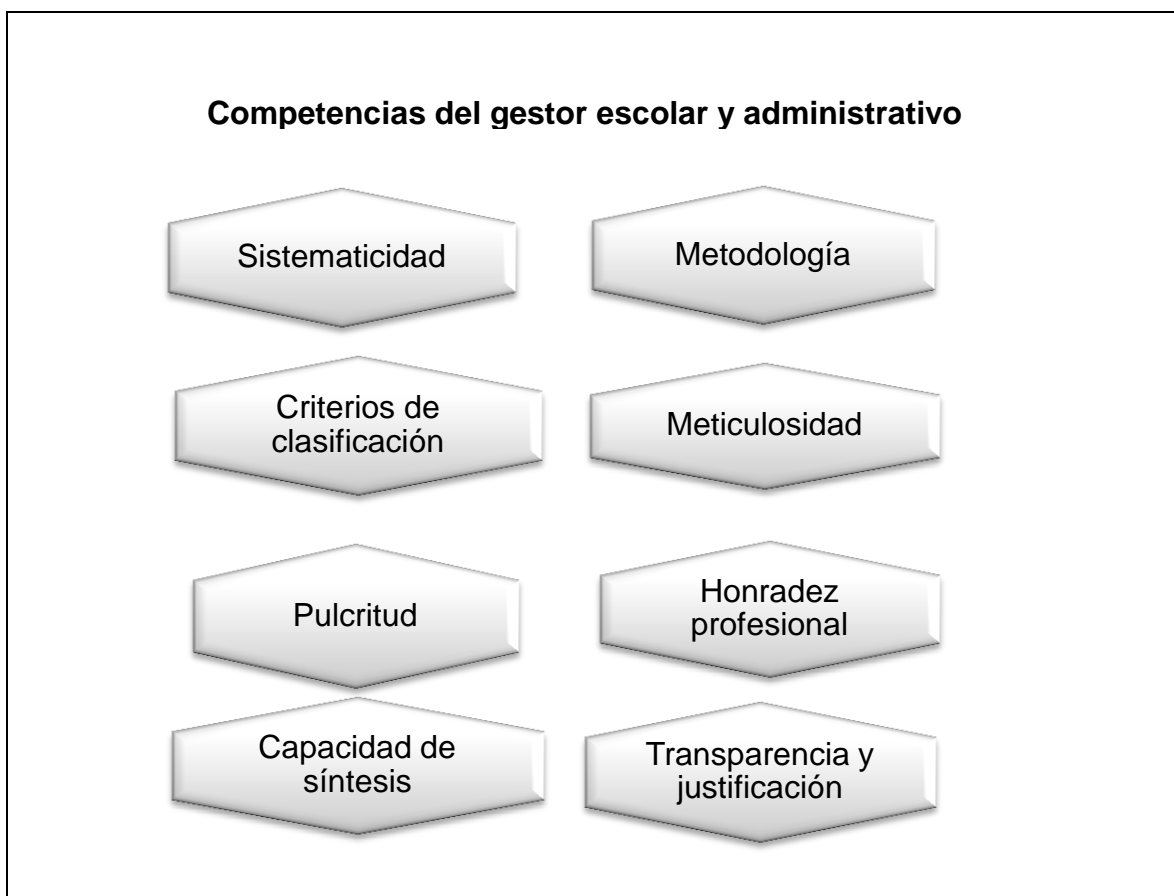 Competencias del gestor escolar y administrativo
Sistematicidad
Metodología
Criterios de
clasificación
Meticulosidad
Pulcritud
Honradez
profesional
Capacidad de
síntesis
Transparencia y
justificación